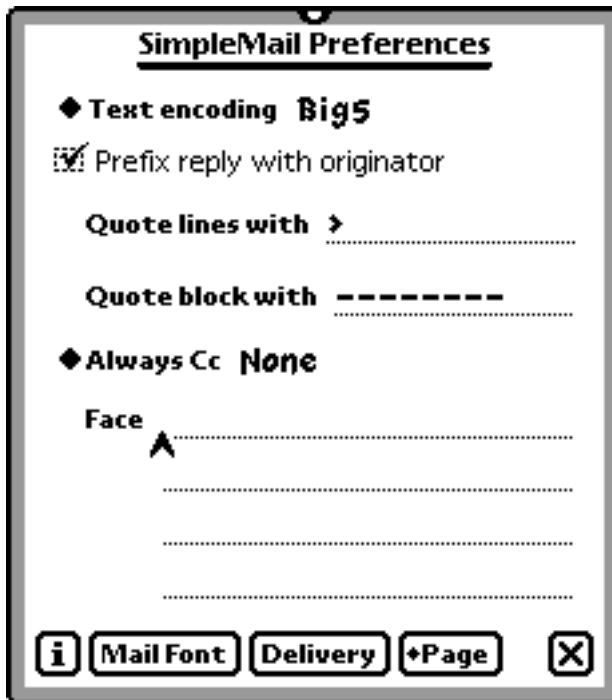 SimpleMail Preferences
◆Text encoding Big5
Prefix reply with originator
Quote lines with >
Quote block with --------
◆Always Cc None
Face
i Mail Font Delivery ◆Page X